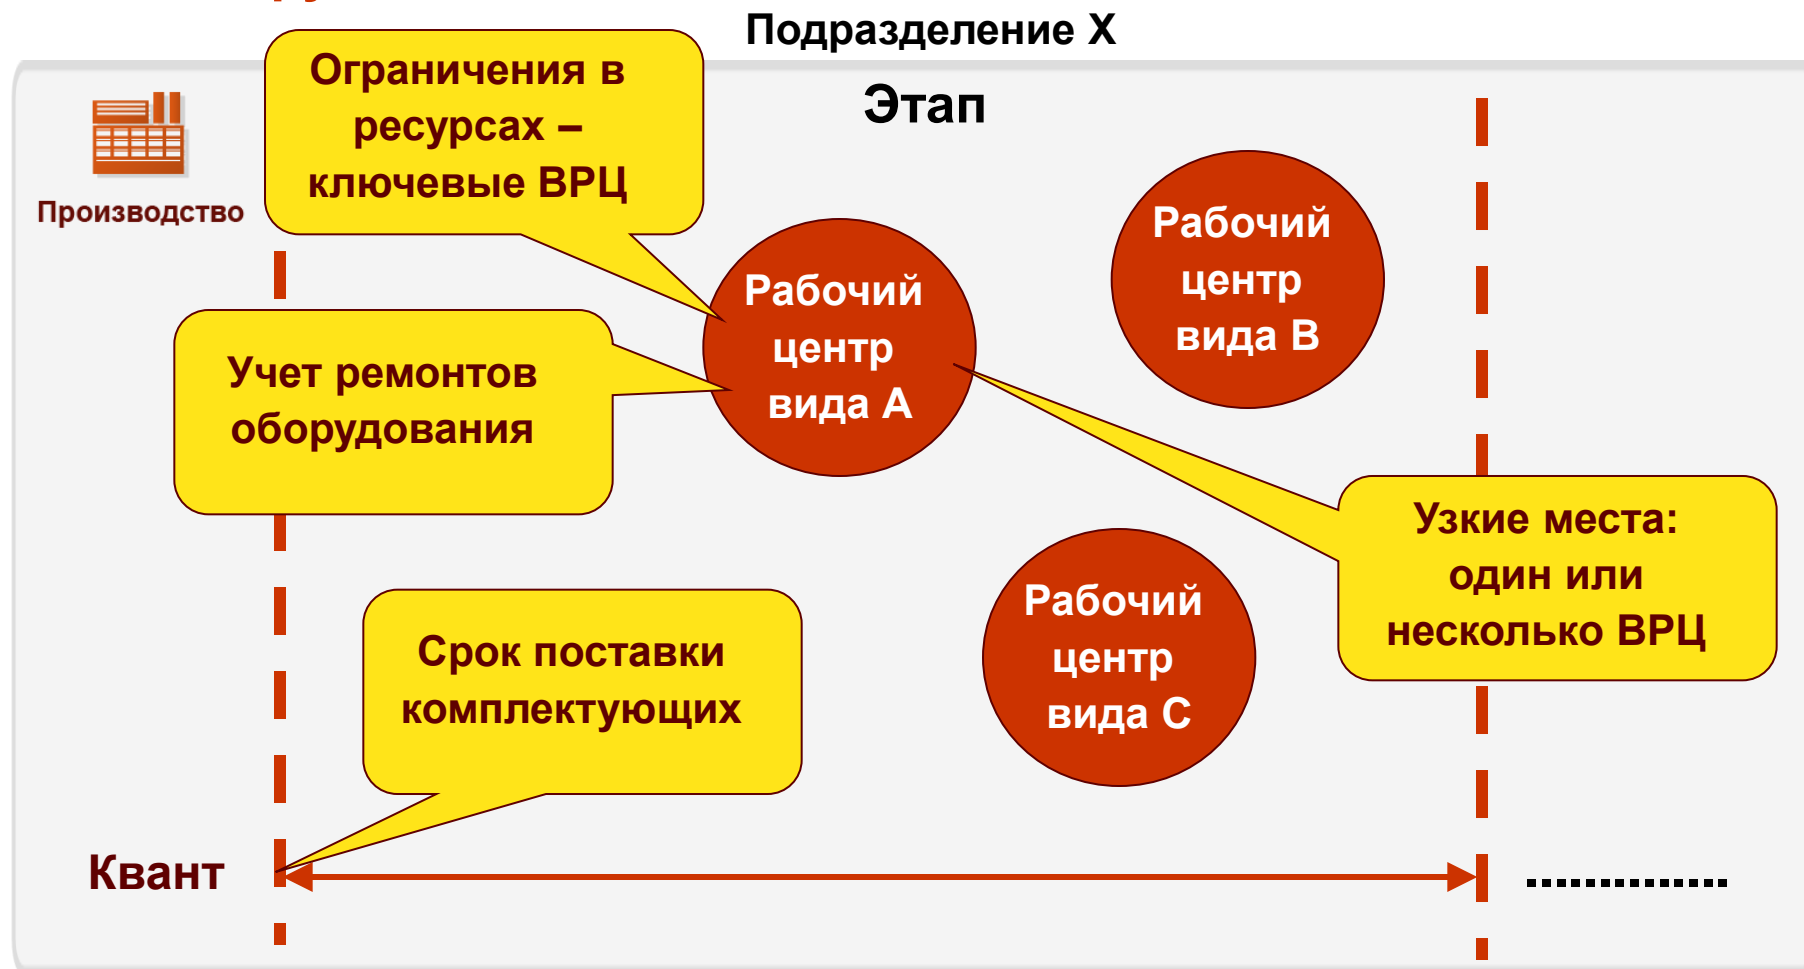 Подразделение X
Этап
Производство
Ограничения в
ресурсах –
ключевые ВРЦ
Рабочий
центр
вида А
Рабочий
центр
вида В
Учет ремонтов
оборудования
Узкие места:
один или
несколько ВРЦ
Рабочий
центр
вида С
Срок поставки
комплектующих
Квант